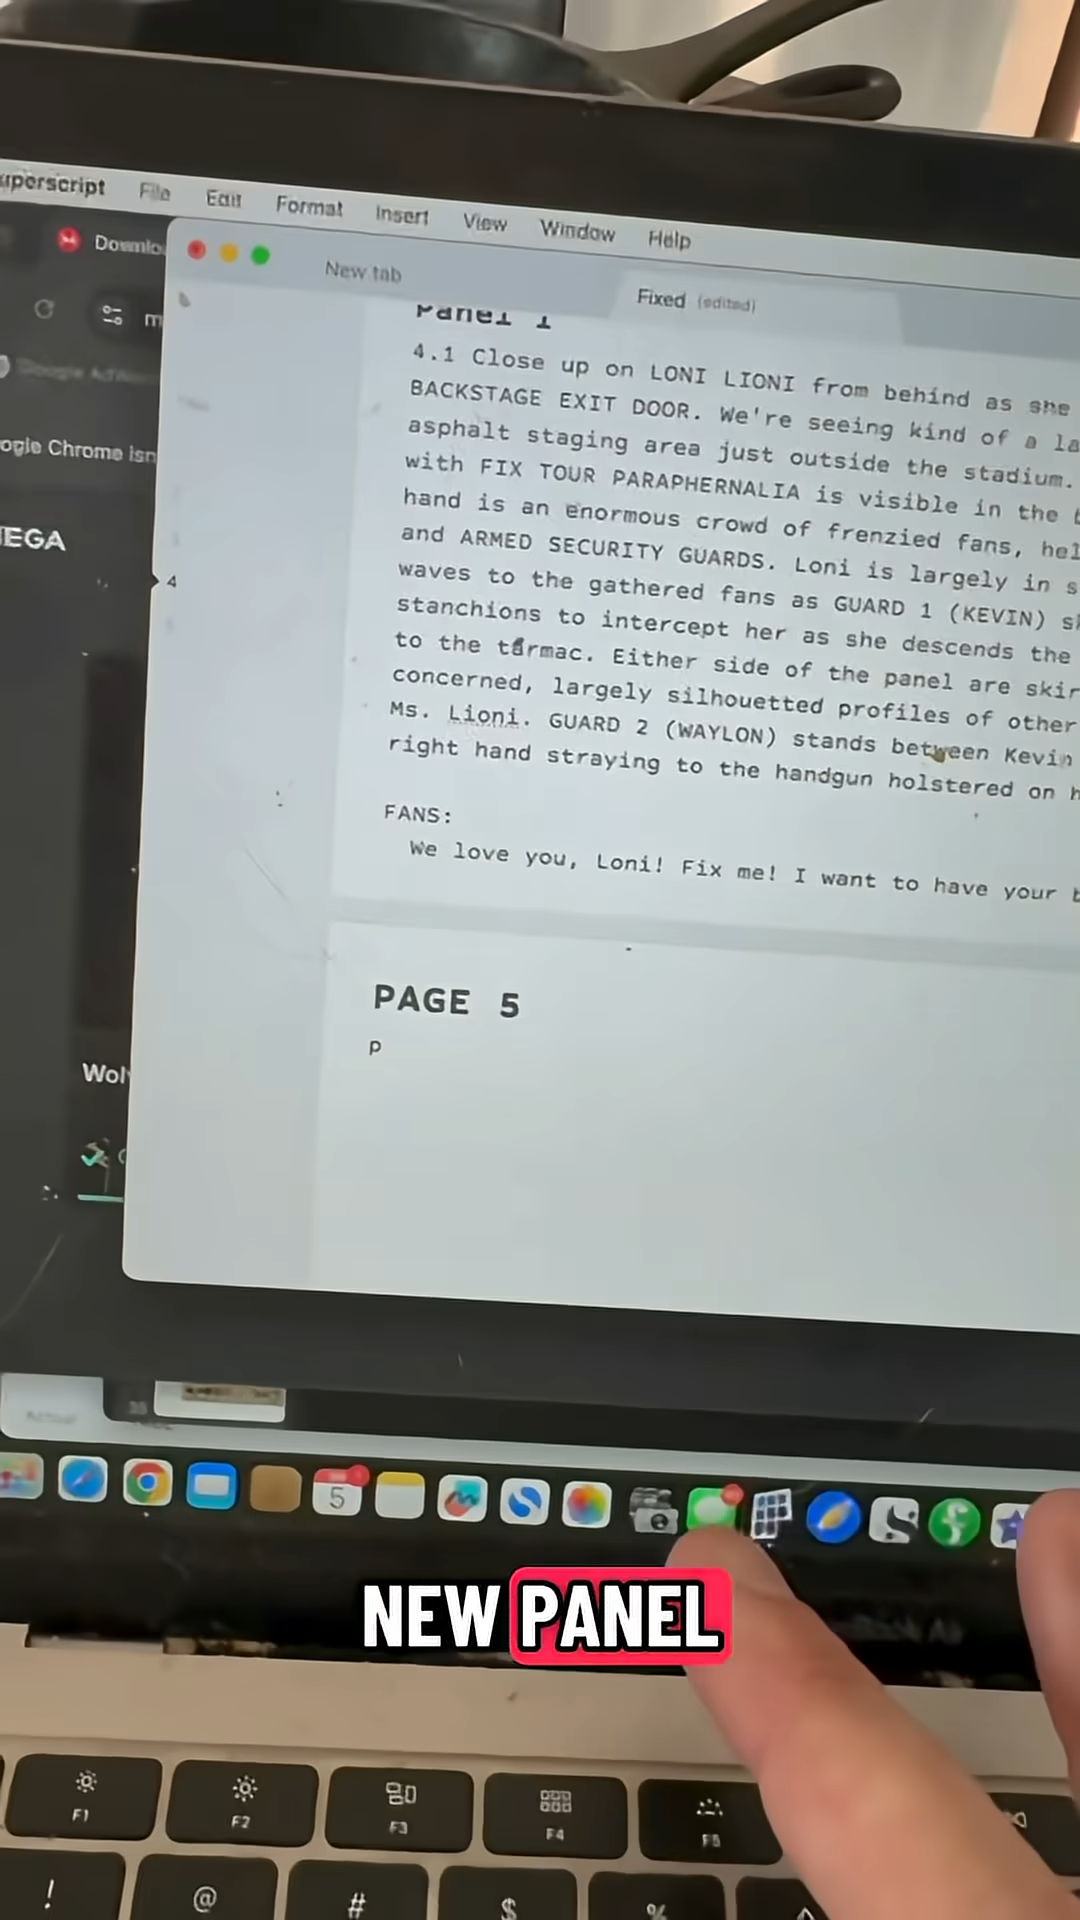 uperscript File Edit Format Insert View Window Help
Downlo
New tab
Fixed (edited)
m
Panel 1
4.1 Close up on LONI LIONI from behind as she
BACKSTAGE EXIT DOOR. We're seeing kind of a la
asphalt staging area just outside the stadium.
with FIX TOUR PARAPHERNALIA is visible in the
hand is an enormous crowd of frenzied fans, hel
and ARMED SECURITY GUARDS. Loni is largely in s
waves to the gathered fans as GUARD 1 (KEVIN) s
stanchions to intercept her as she descends the
to the tarmac. Either side of the panel are skir
concerned, largely silhouetted profiles of other
Ms. Lioni. GUARD 2 (WAYLON) stands between Kevin
right hand straying to the handgun holstered on h
FANS:
We love you, Loni! Fix me! I want to have your b
ogle Chrome isn
EGA
4
PAGE 5
P
Wol
5
NEW PANEL
F1
F2
F3
F4
F5
!
@
#
$
%